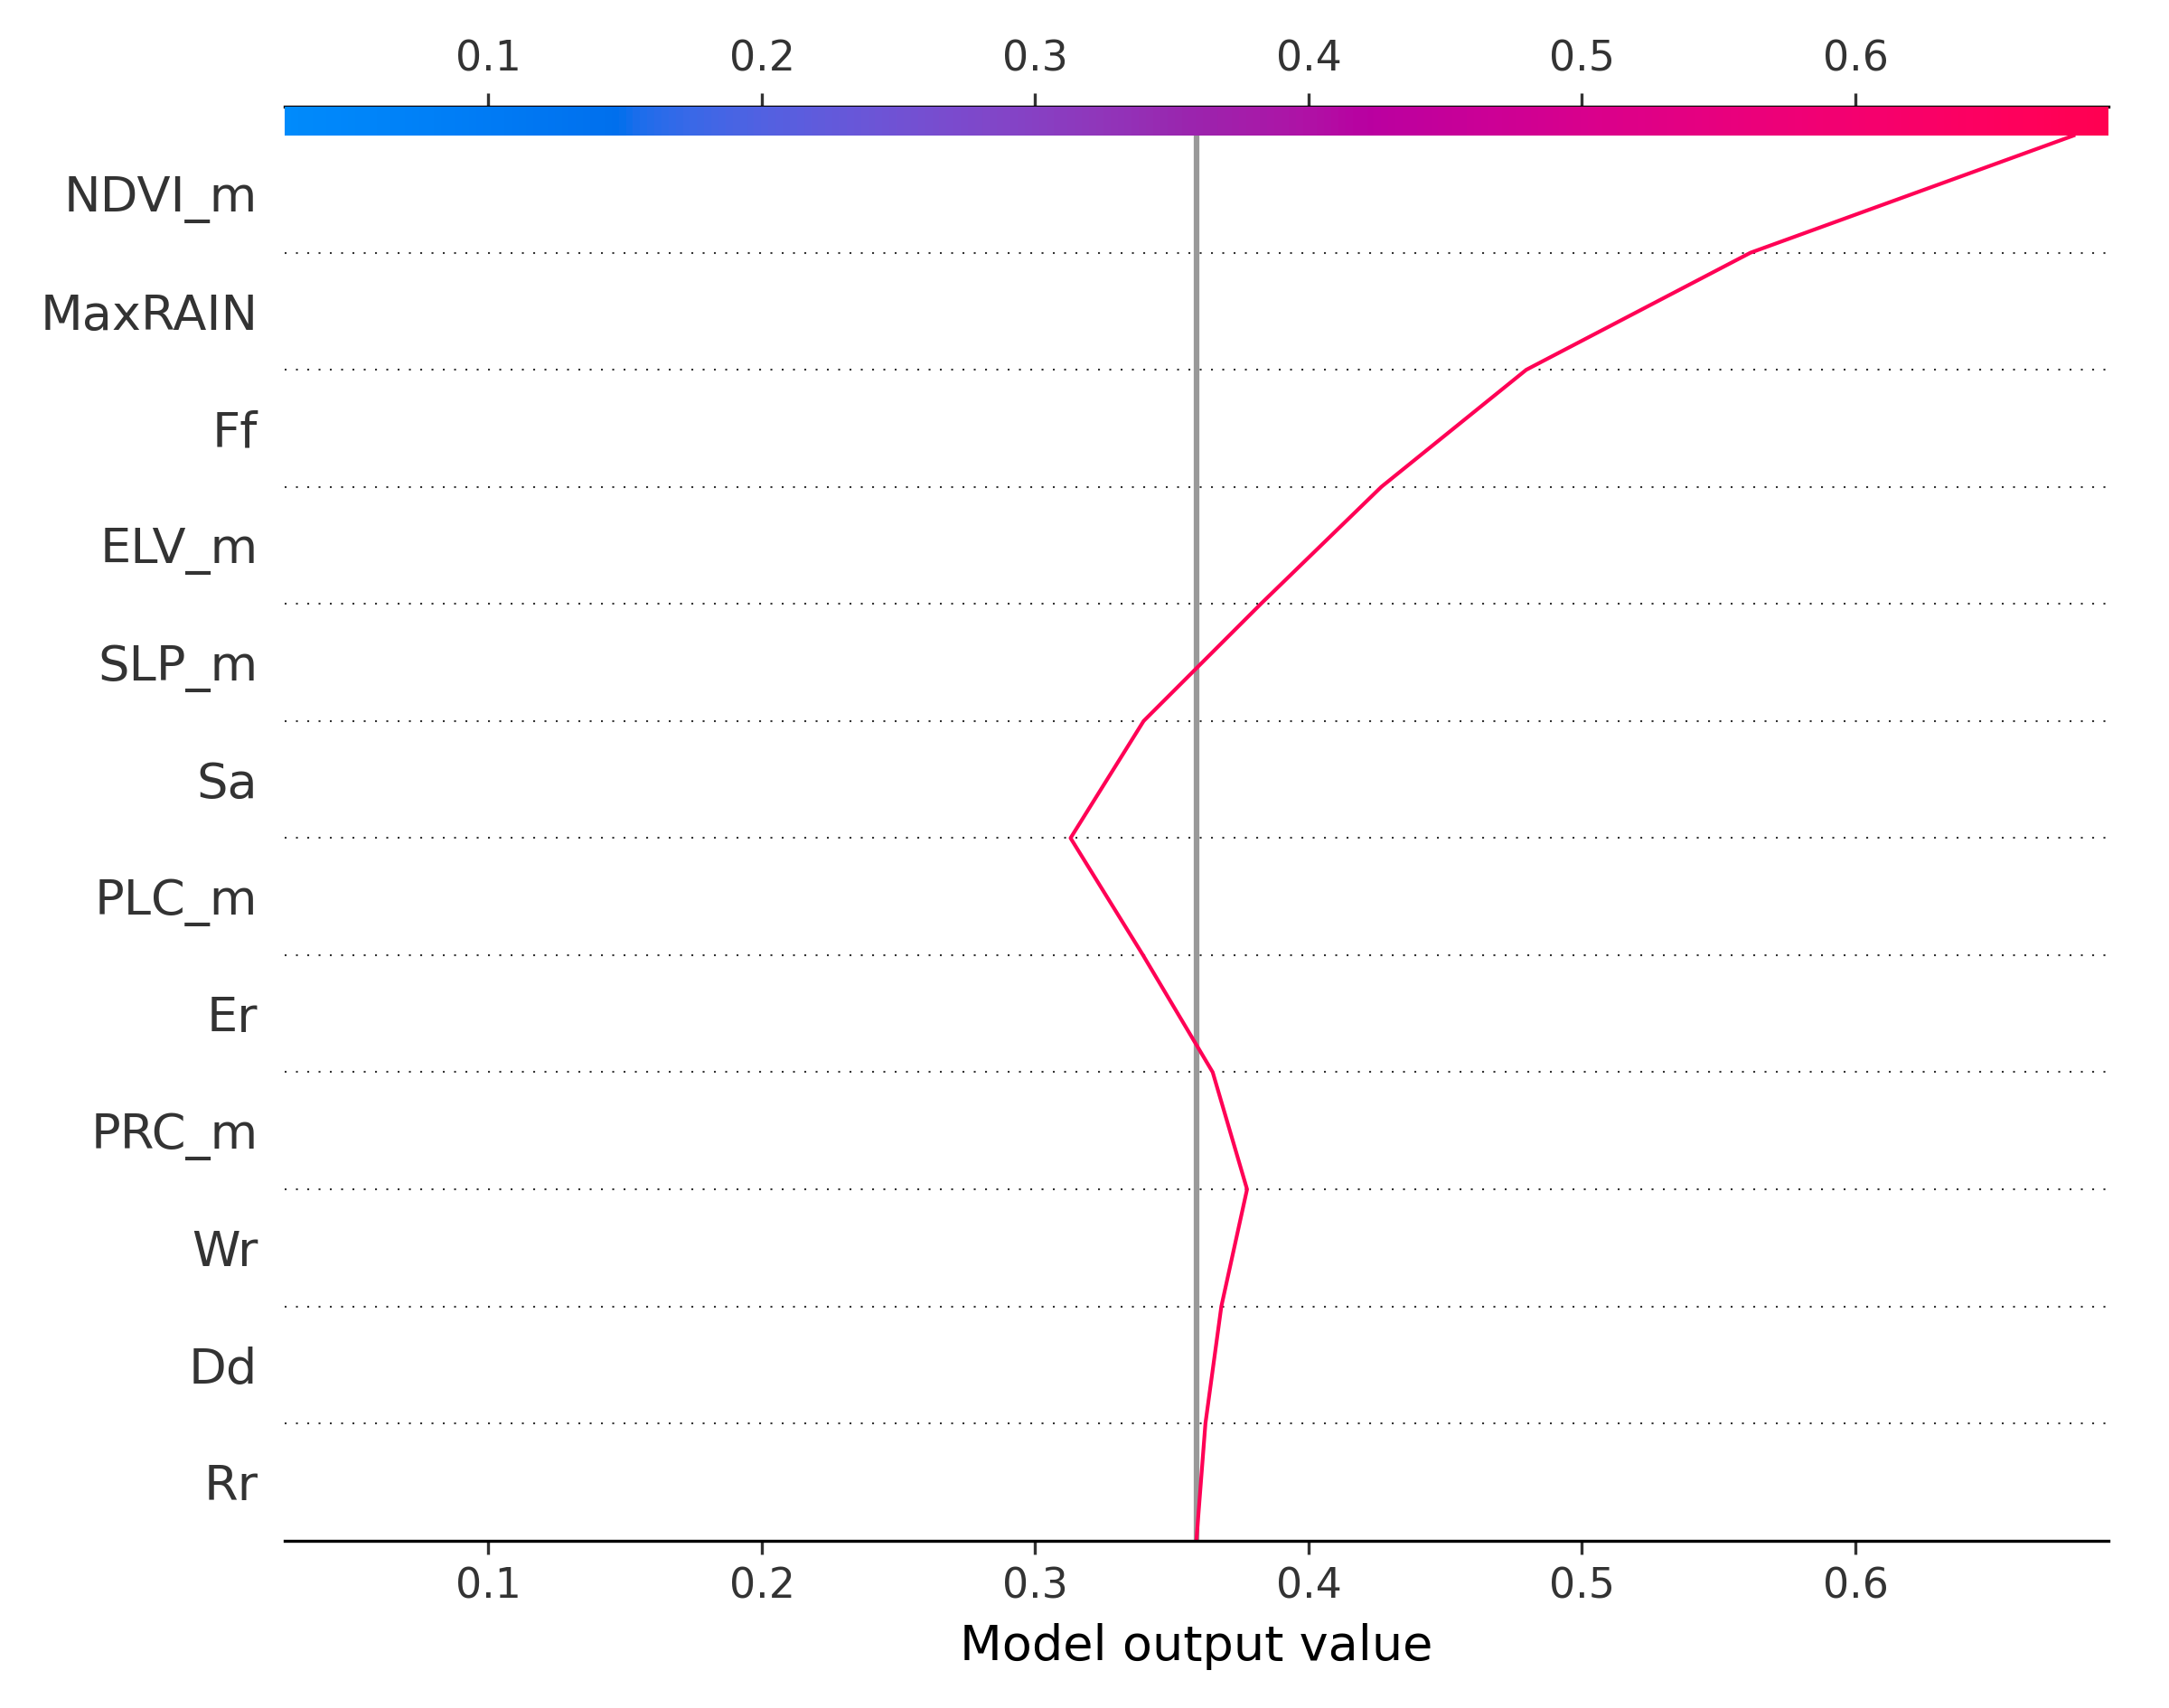 0.1 0.2 0.3 0.4 0.5 0.6
NDVI_m
MaxRAIN
Ff
ELV_m
SLP_m
Sa
PLC_m
Er
PRC_m
Wr
Dd
Rr
0.1 0.2 0.3 0.4 0.5 0.6
Model output value